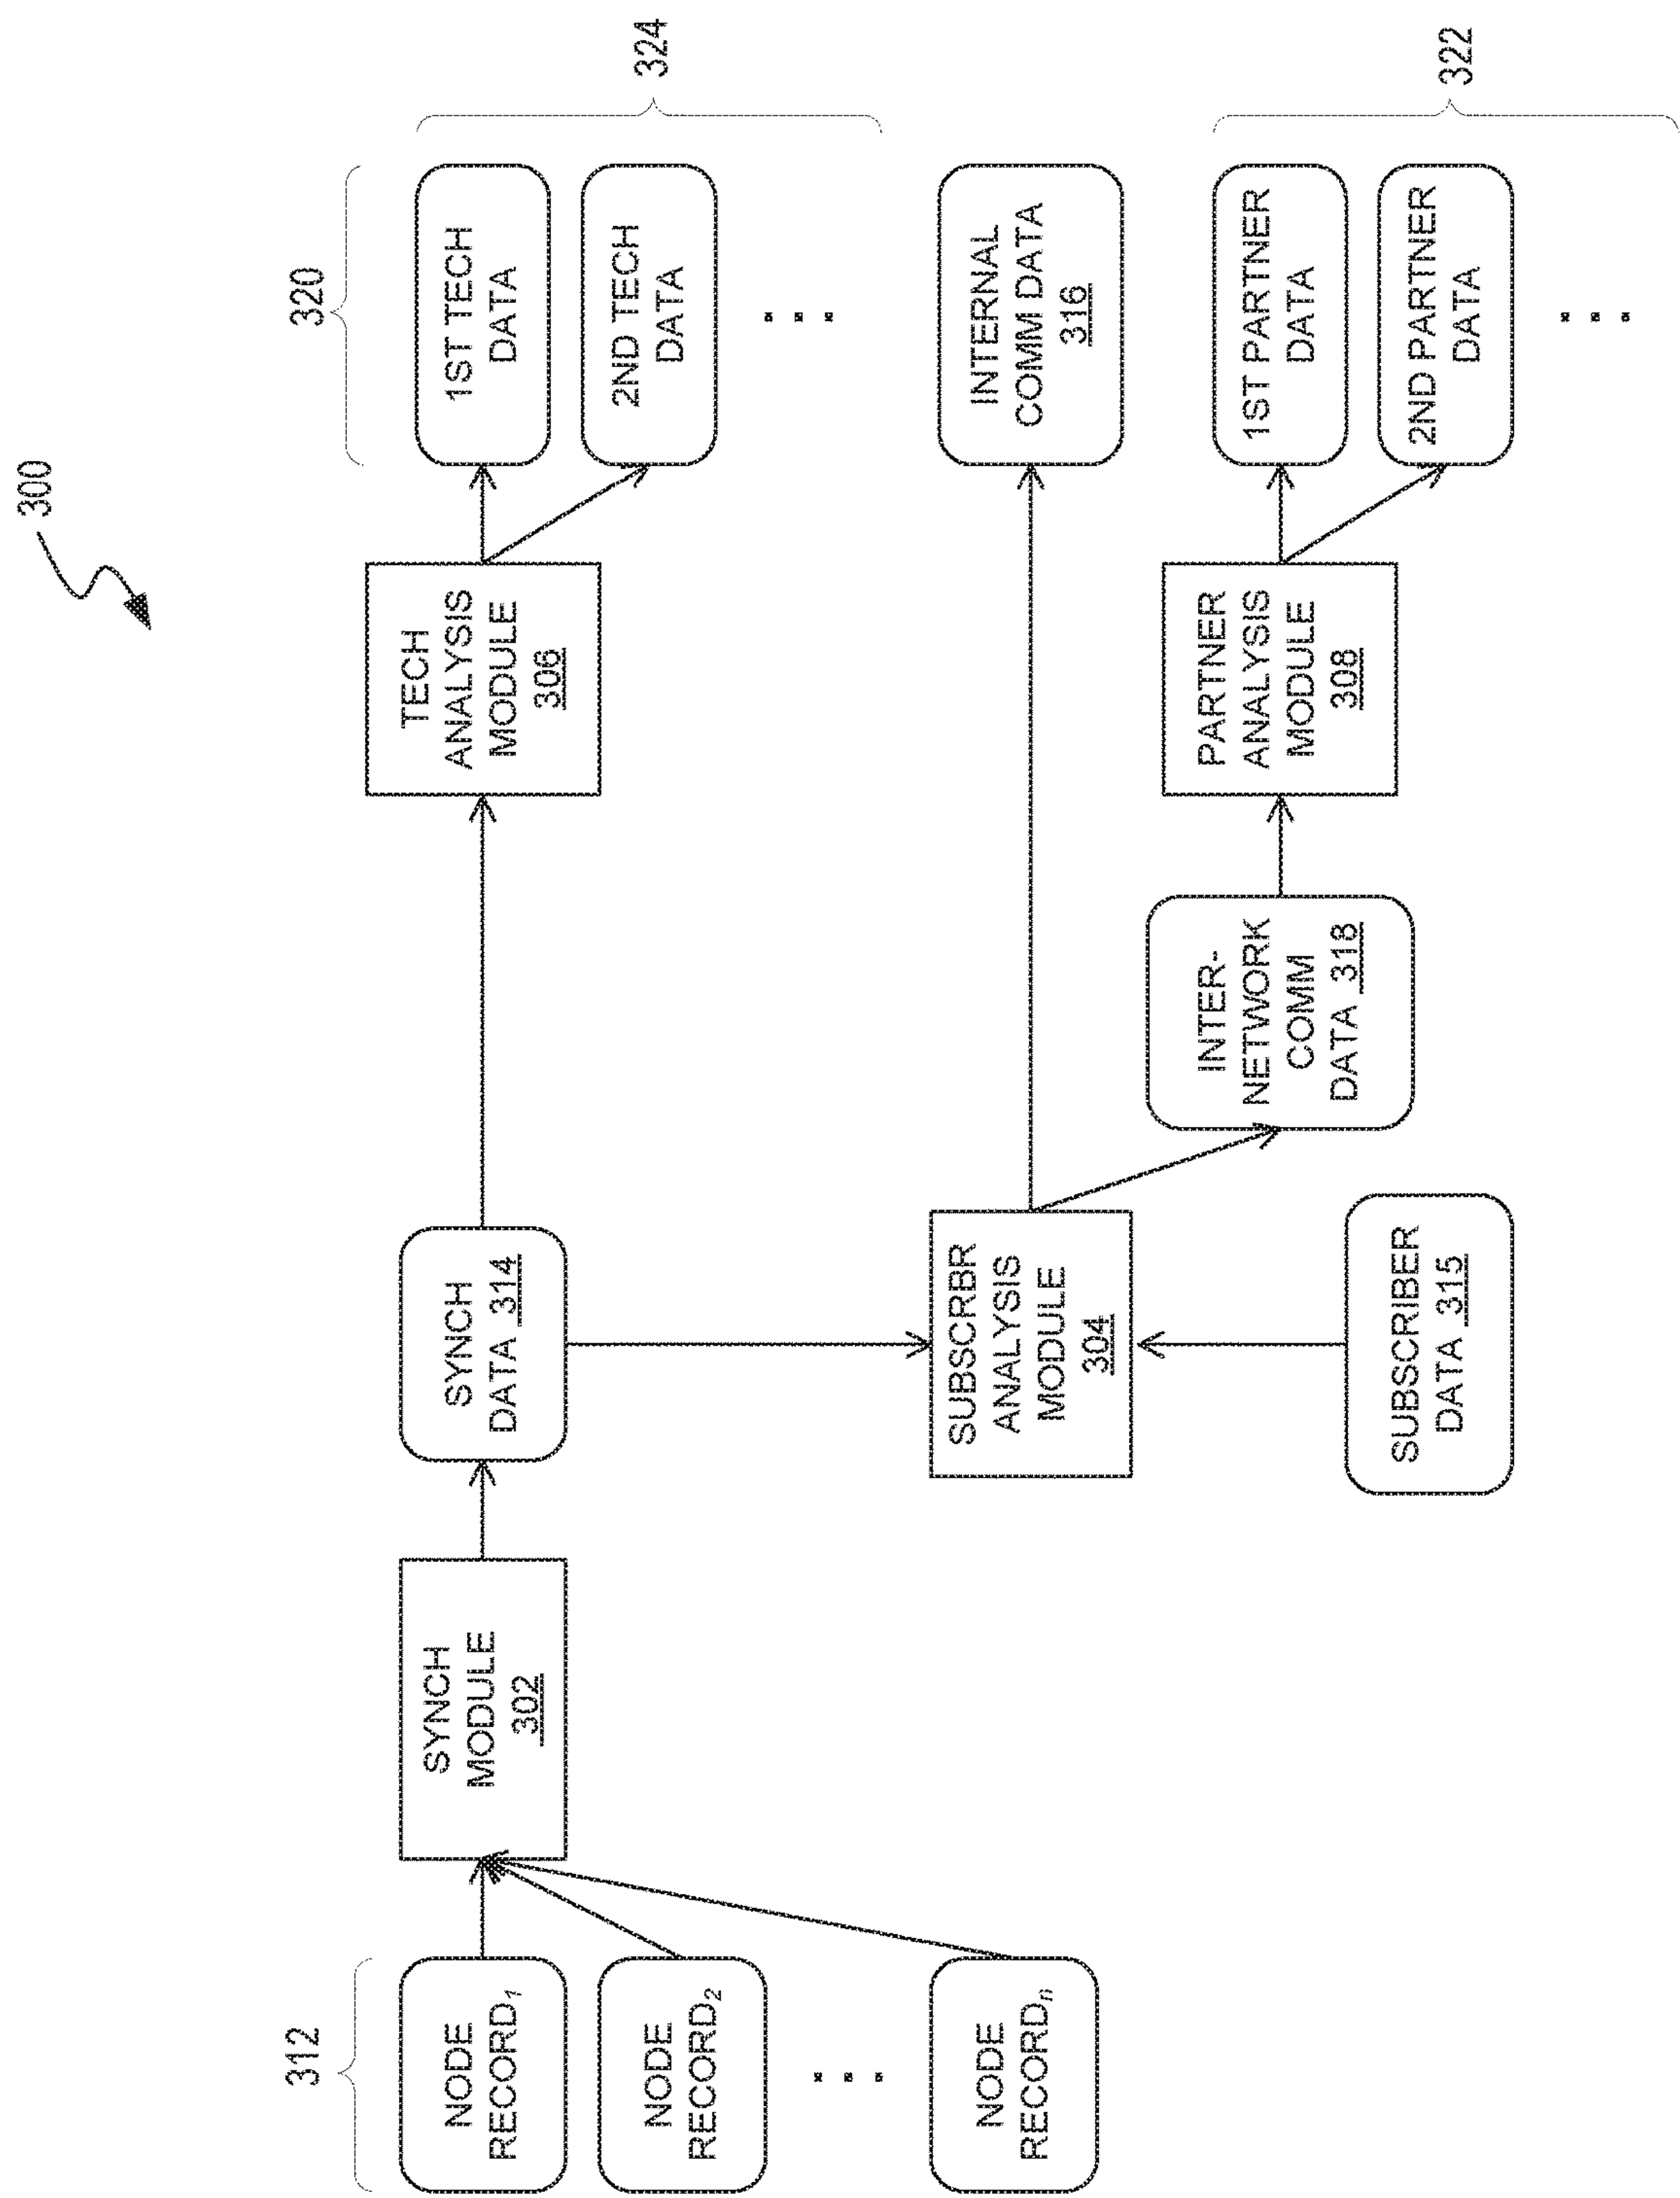 300
312
NODE
RECORD1
NODE
RECORD2
. . .
NODE
RECORDn
SYNCH
MODULE
302
SYNCH
DATA 314
SUBSCRBR
ANALYSIS
MODULE
304
SUBSCRIBER
DATA 315
INTER-
NETWORK
COMM
DATA 318
TECH
ANALYSIS
MODULE
306
PARTNER
ANALYSIS
MODULE
308
320
1ST TECH
DATA
2ND TECH
DATA
. . .
324
INTERNAL
COMM DATA
316
1ST PARTNER
DATA
2ND PARTNER
DATA
. . .
322